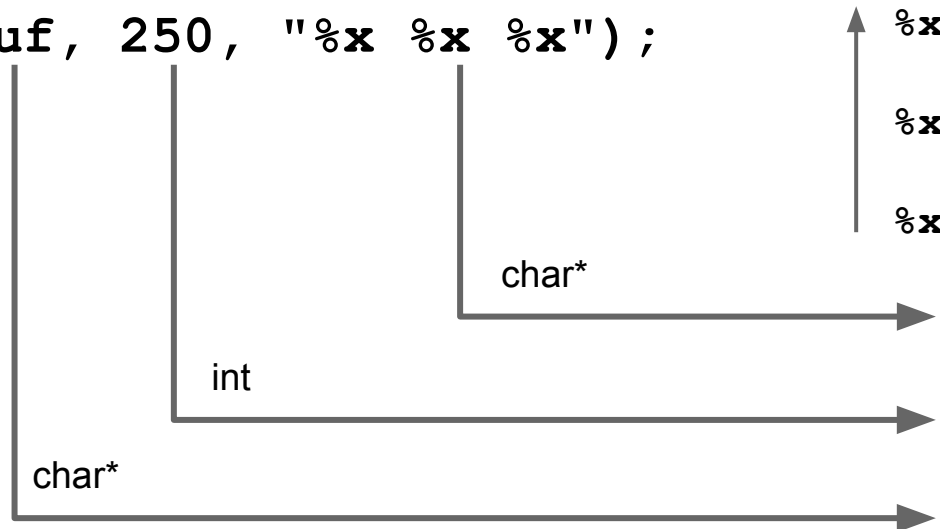 uf, 250, "%x %x %x");
%x
%x
%x
char*
int
char*